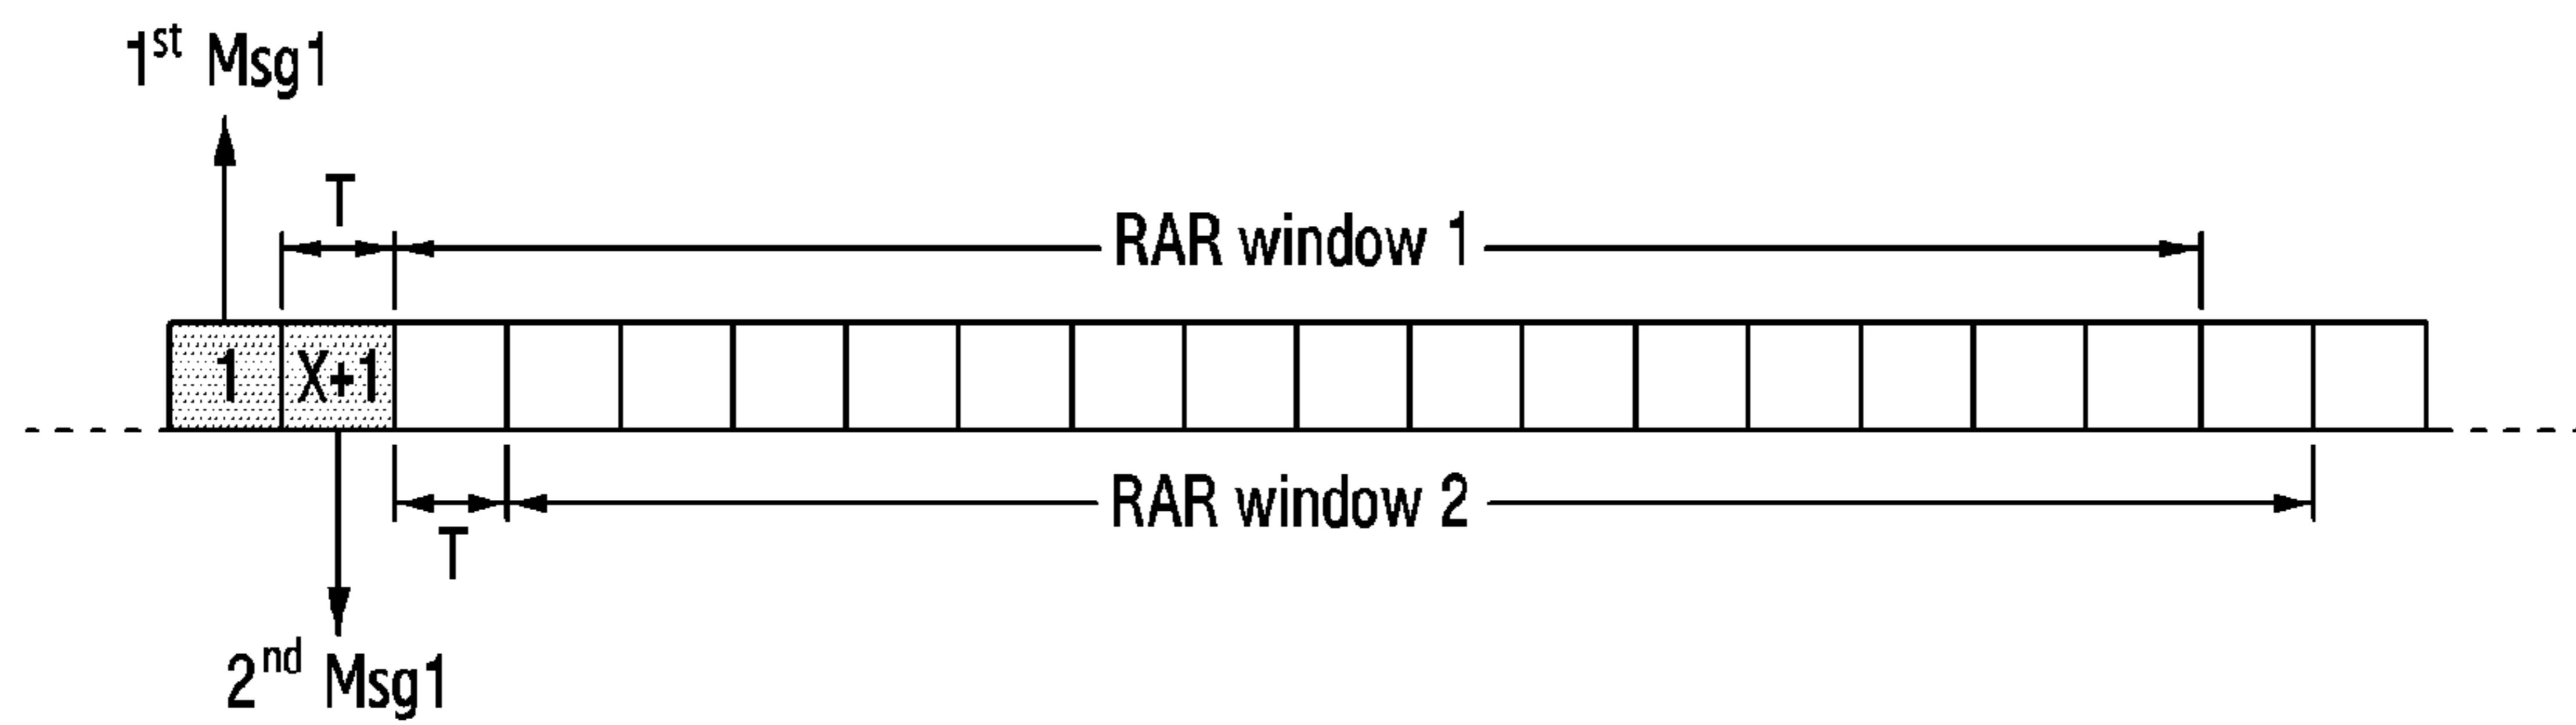 1st Msg1
T
RAR window 1
1 X+1
RAR window 2
T
2nd Msg1